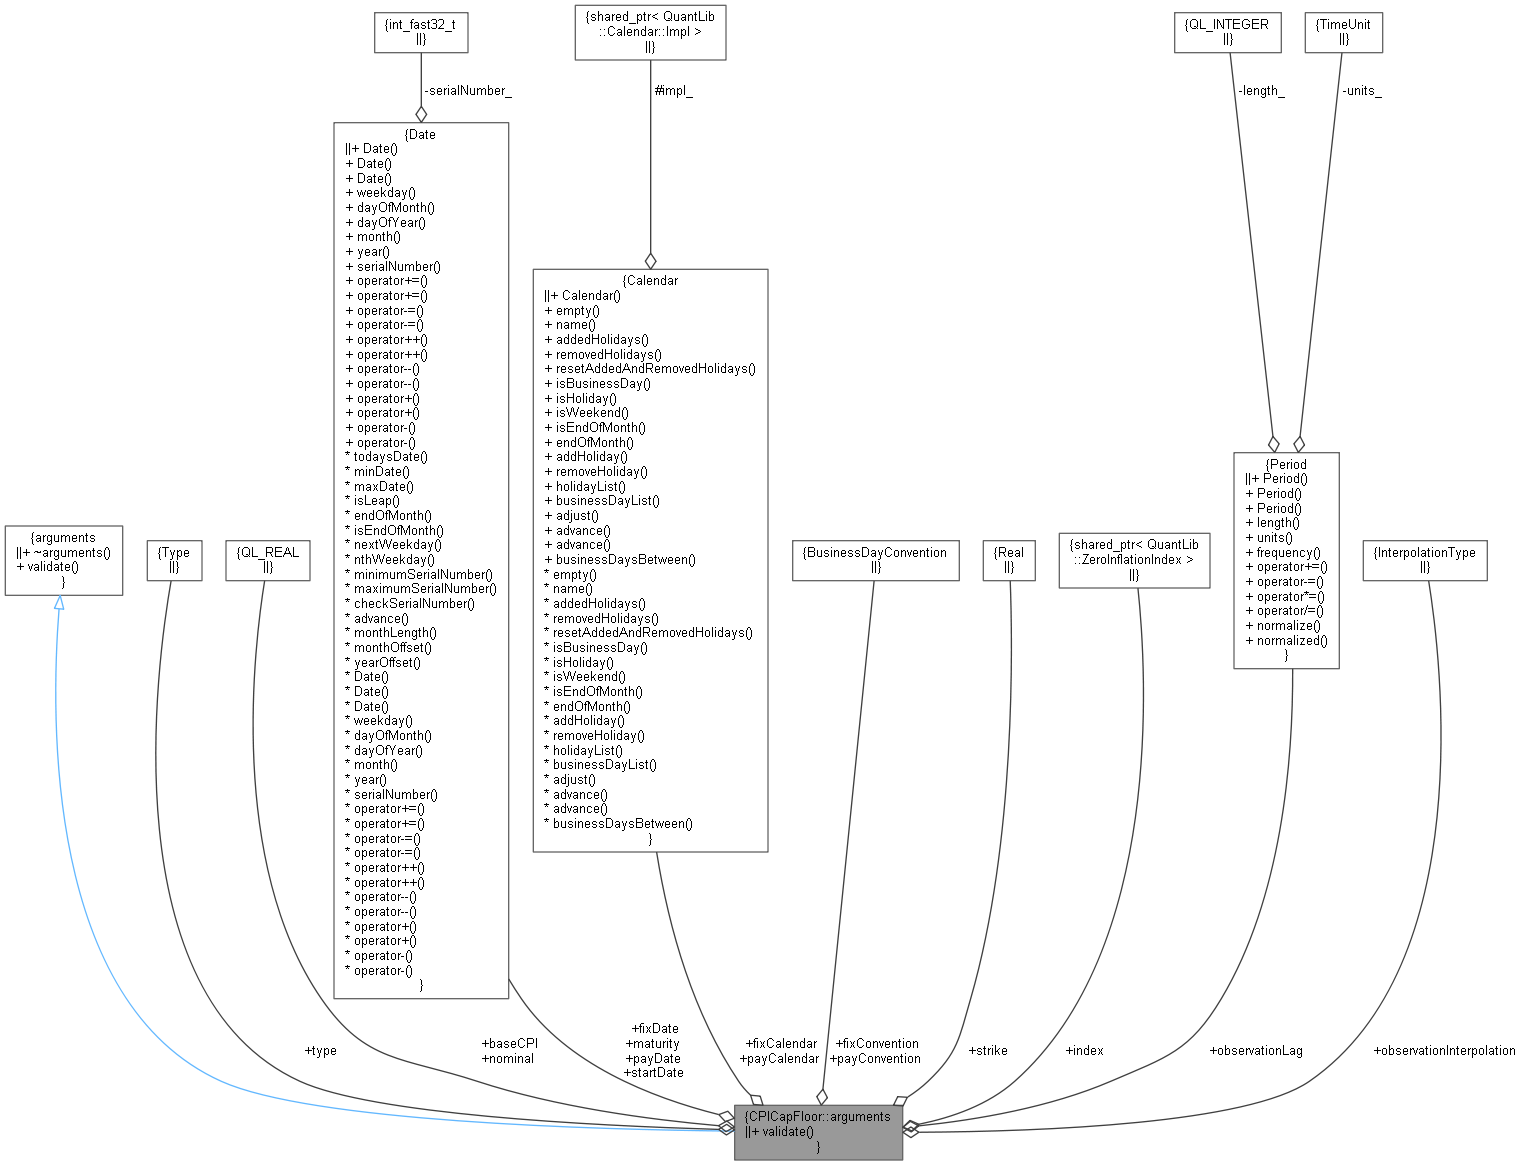 {int_fast32_t
||}
{shared_ptr< QuantLib
::Calendar::Impl >
||}
{QL_INTEGER
||}
{TimeUnit
||}
-serialNumber_
#impl_
-length_
-units_
{Date
||+ Date()
+ Date()
+ Date()
+ weekday()
+ dayOfMonth()
+ dayOfYear()
+ month()
+ year()
+ serialNumber()
+ operator+=()
+ operator+=()
+ operator-=()
+ operator-=()
+ operator++()
+ operator++()
+ operator--()
+ operator--()
+ operator+()
+ operator+()
+ operator-()
+ operator-()
* todaysDate()
* minDate()
* maxDate()
* isLeap()
* endOfMonth()
* isEndOfMonth()
* nextWeekday()
* nthWeekday()
* minimumSerialNumber()
* maximumSerialNumber()
* checkSerialNumber()
* advance()
* monthLength()
* monthOffset()
* yearOffset()
* Date()
* Date()
* Date()
* weekday()
* dayOfMonth()
* dayOfYear()
* month()
* year()
* serialNumber()
* operator+=()
* operator+=()
* operator-=()
* operator-=()
* operator++()
* operator++()
* operator--()
* operator--()
* operator+()
* operator+()
* operator-()
* operator-()
}
{Calendar
||+ Calendar()
+ empty()
+ name()
+ addedHolidays()
+ removedHolidays()
+ resetAddedAndRemovedHolidays()
+ isBusinessDay()
+ isHoliday()
+ isWeekend()
+ isEndOfMonth()
+ endOfMonth()
+ addHoliday()
+ removeHoliday()
+ holidayList()
+ businessDayList()
+ adjust()
+ advance()
+ advance()
+ businessDaysBetween()
* empty()
* name()
* addedHolidays()
* removedHolidays()
* resetAddedAndRemovedHolidays()
* isBusinessDay()
* isHoliday()
* isWeekend()
* isEndOfMonth()
* endOfMonth()
* addHoliday()
* removeHoliday()
* holidayList()
* businessDayList()
* adjust()
* advance()
* advance()
* businessDaysBetween()
}
{Period
||+ Period()
+ Period()
+ Period()
+ length()
+ units()
+ frequency()
+ operator+=()
+ operator-=()
+ operator*=()
+ operator/=()
+ normalize()
+ normalized()
}
{arguments
||+ ~arguments()
+ validate()
}
{Type
||}
{QL_REAL
||}
{BusinessDayConvention
||}
{Real
||}
{shared_ptr< QuantLib
::ZeroInflationIndex >
||}
{InterpolationType
||}
+type
+baseCPI
+nominal
+fixDate
+maturity
+payDate
+startDate
+fixCalendar
+payCalendar
+fixConvention
+payConvention
+strike
+index
+observationLag
+observationInterpolation
{CPICapFloor::arguments
||+ validate()
}